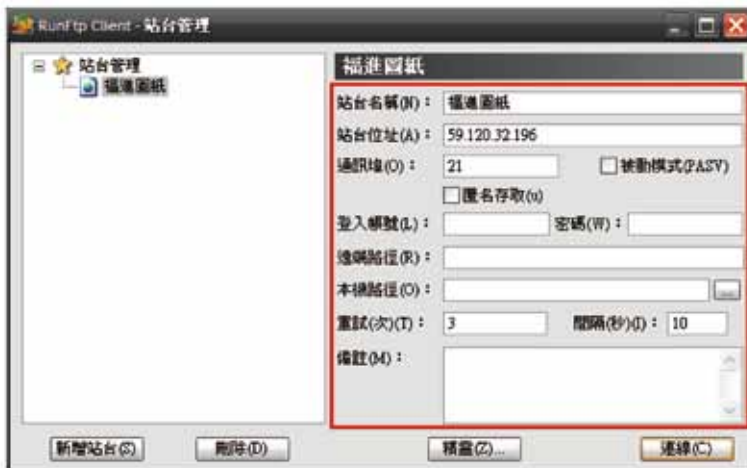 RunFtp Client - 站台管理
站台管理
福進圖紙
福進圖紙
站台名稱(N)： 福進圖紙
站台位址(A)： 59.120.32.196
通訊埠(O)： 21 被動模式(PASV)
匿名存取(u)
登入帳號(L)： 密碼(W)：
遠端路徑(R)：
本機路徑(O)： ...
重試(次)(T)： 3 間隔(秒)(I)： 10
備註(M)：
新增站台(S) 刪除(D) 積靈(Z)... 連線(C)